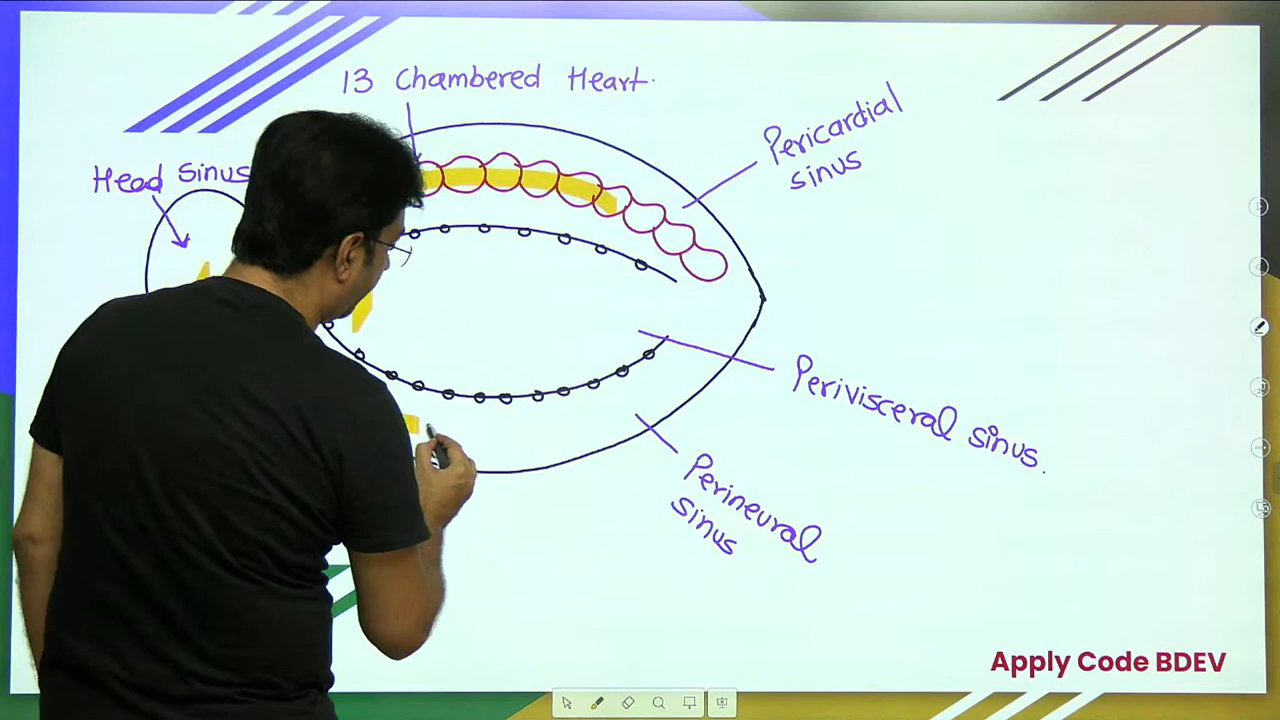 13 Chambered Heart.
Head Sinus
Pericardial
sinus
Perivisceral sinus.
Perineural
sinus
Apply Code BDEV